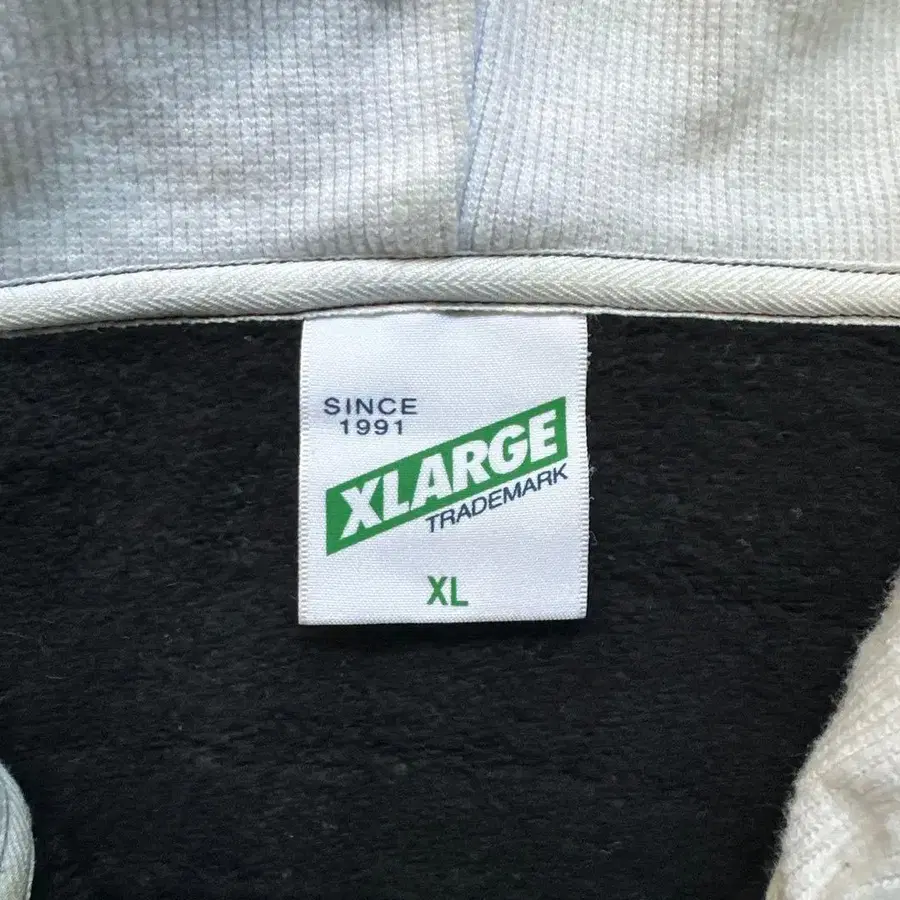 SINCE
1991
XLARGE
TRADEMARK
XL